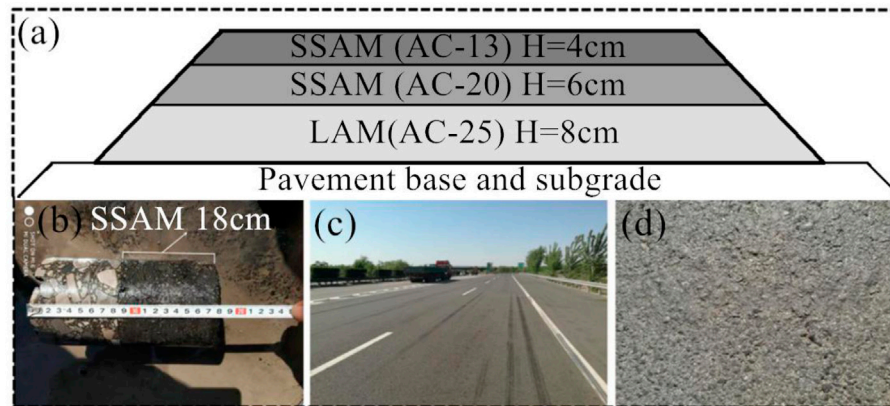 (a)
SSAM (AC-13) H=4cm
SSAM (AC-20) H=6cm
LAM(AC-25) H=8cm
Pavement base and subgrade
(b) SSAM 18cm
(c)
(d)